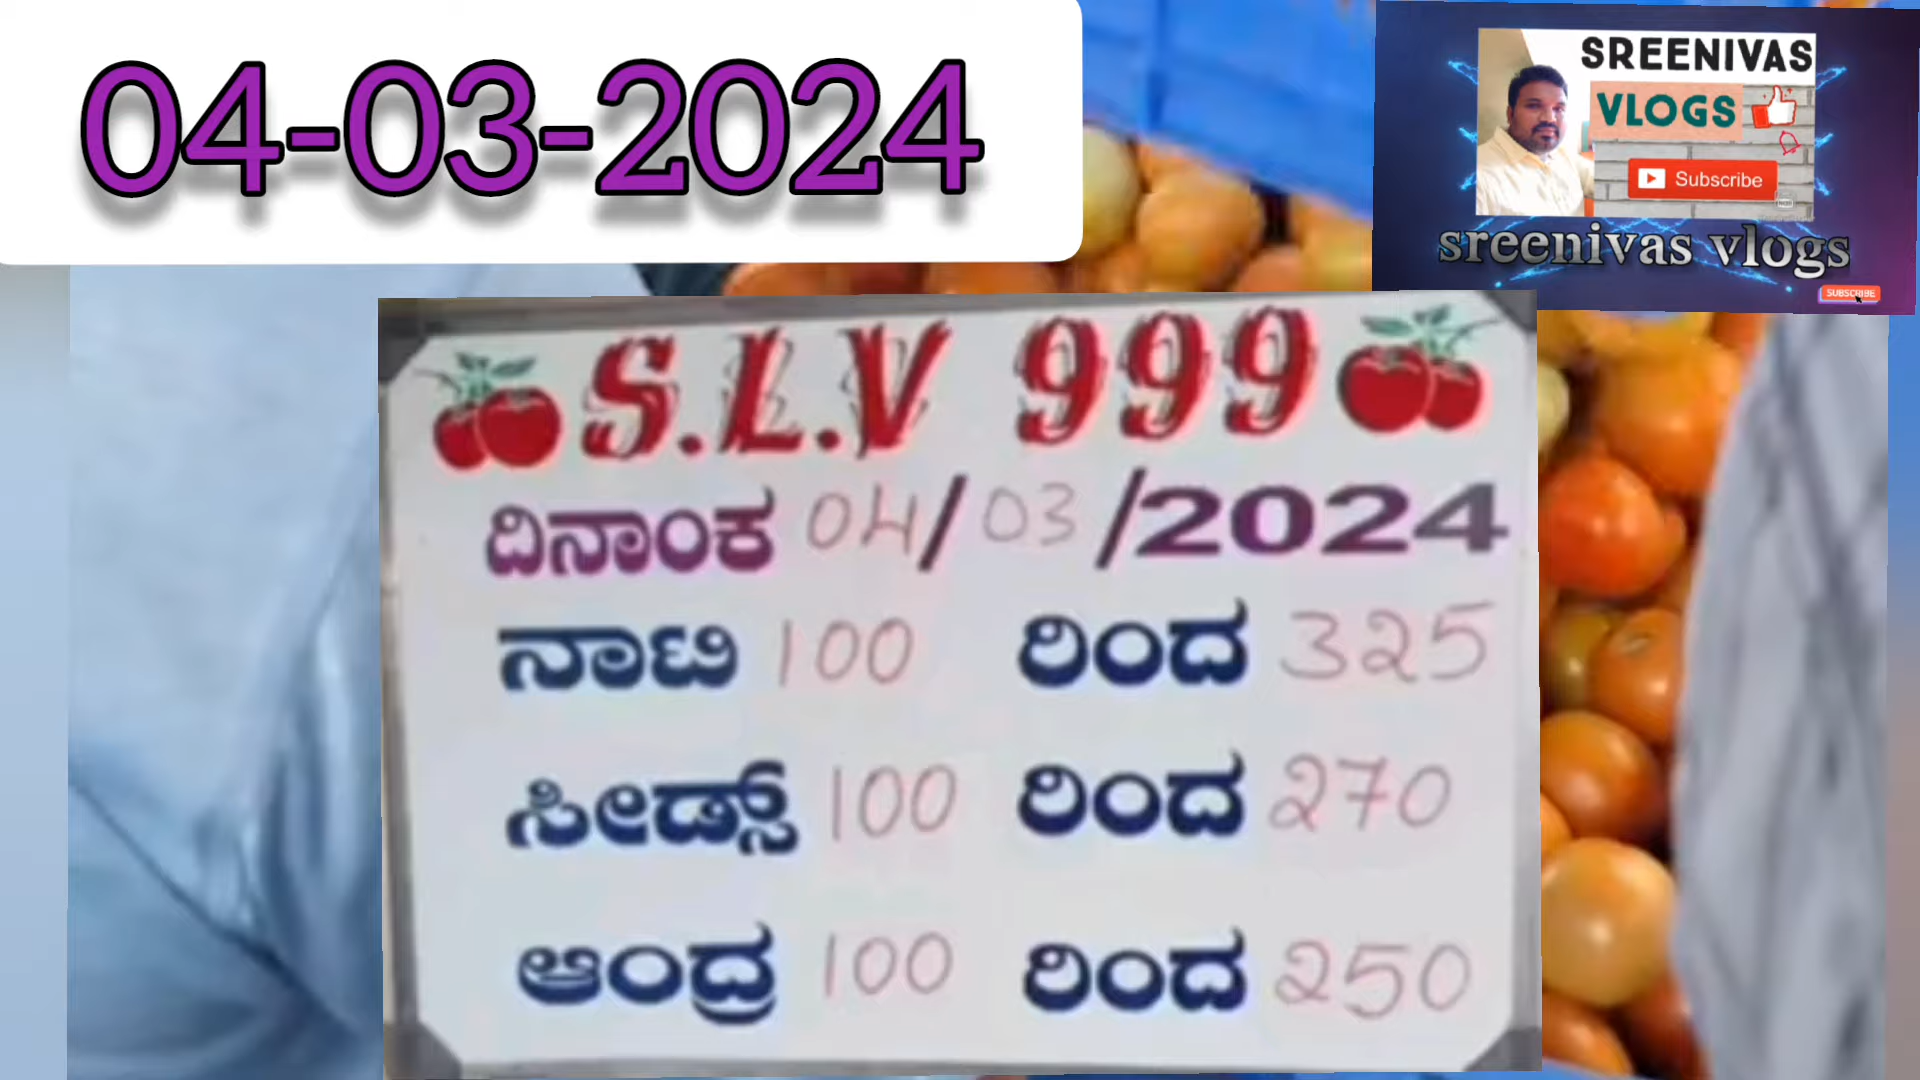 04-03-2024
SREENIVAS
VLOGS
Subscribe
sreenivas vlogs
SUBSCRIBE
S.L.V 999
ದಿನಾಂಕ 04/03/2024
ನಾಟಿ 100 ರಿಂದ 325
ಸೀಡ್ಸ್ 100 ರಿಂದ 270
ಆಂದ್ರ 100 ರಿಂದ 250